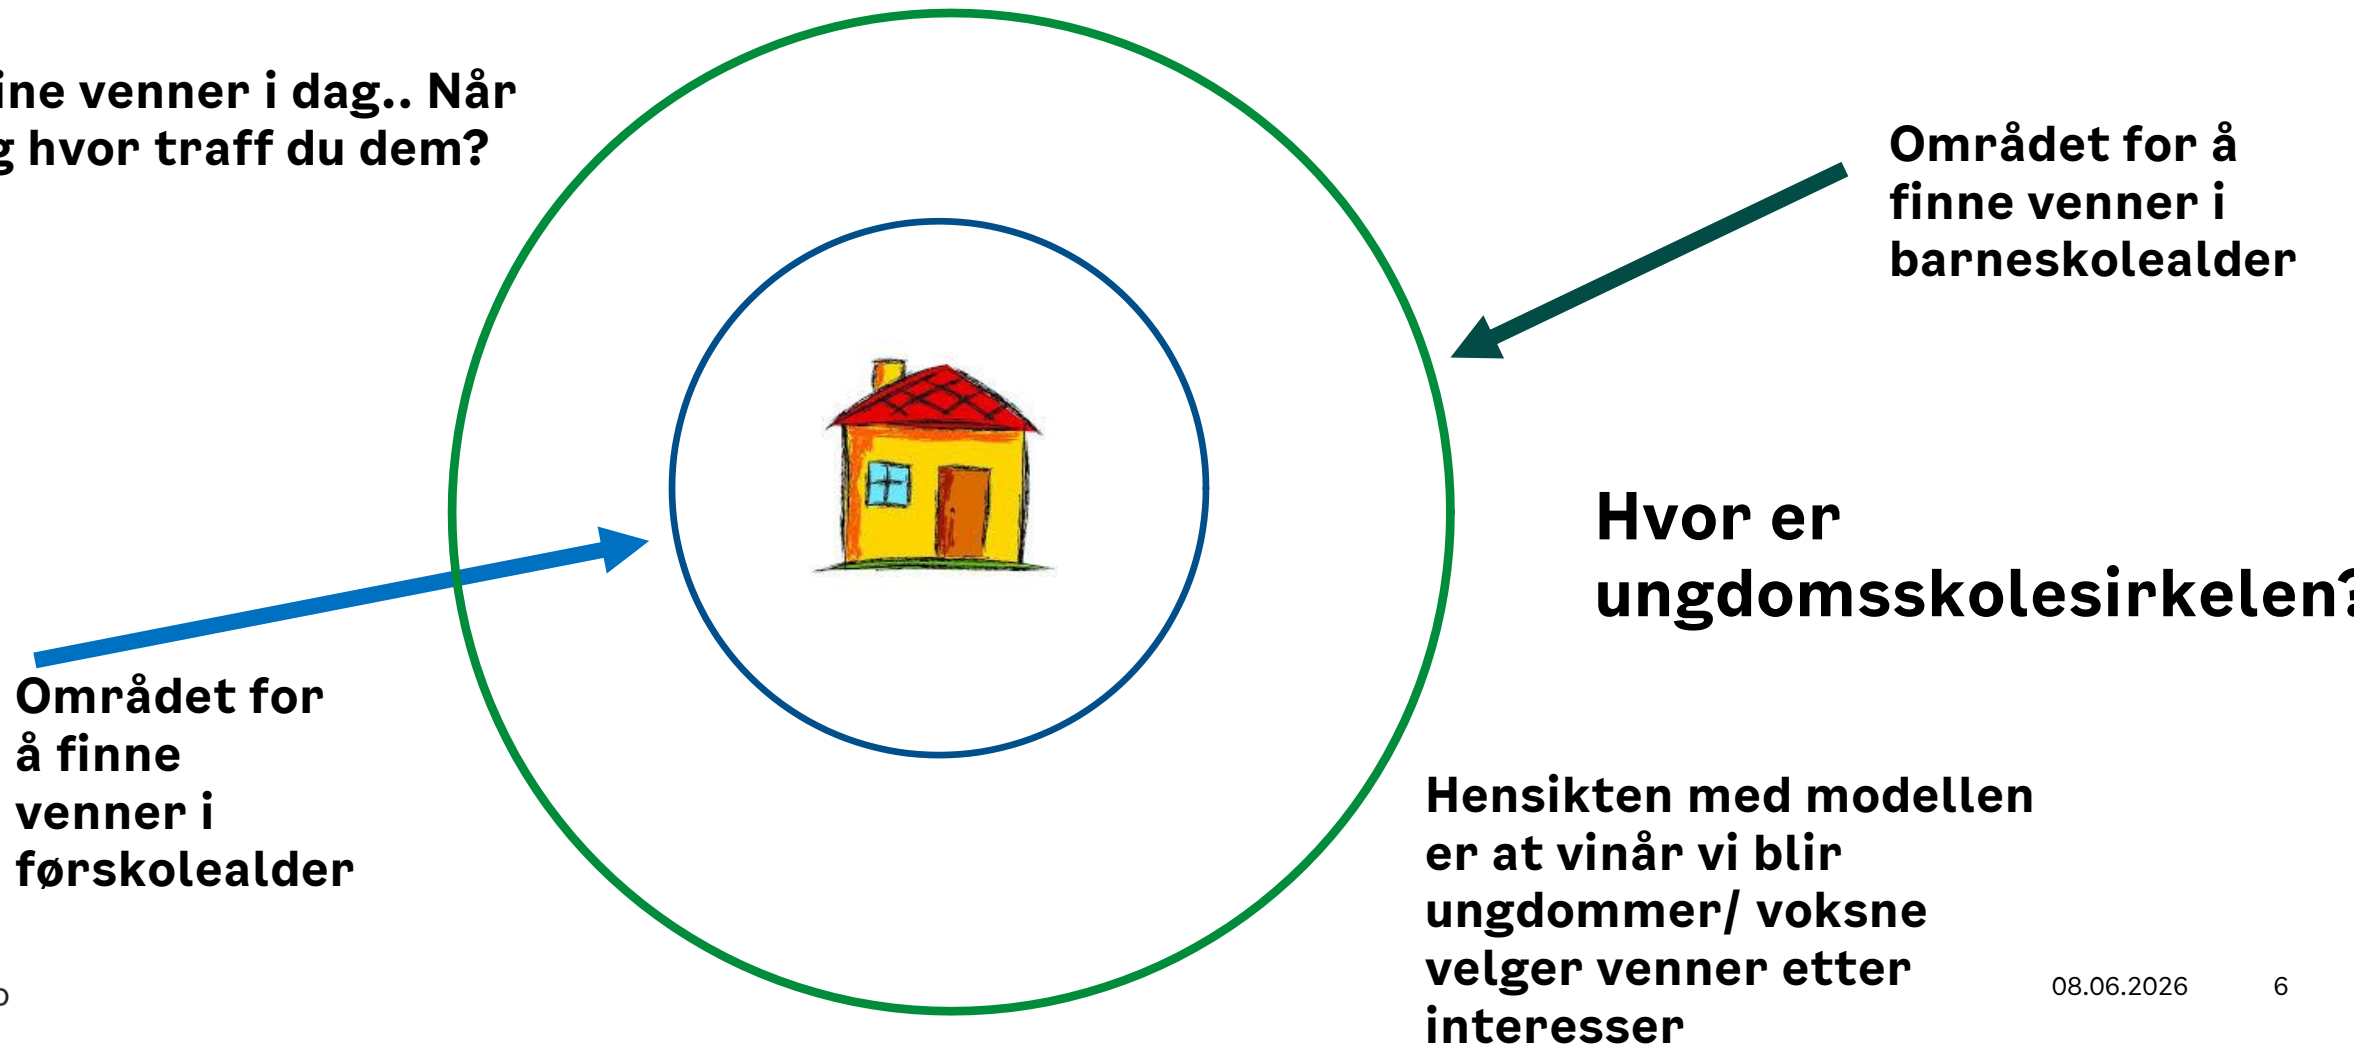 ine venner i dag.. Når
g hvor traff du dem?
Området for å
finne venner i
barneskolealder
Hvor er
ungdomsskolesirkelen?
Området for
å finne
venner i
førskolealder
Hensikten med modellen
er at vinår vi blir
ungdommer/ voksne
velger venner etter
interesser
08.06.2026
6